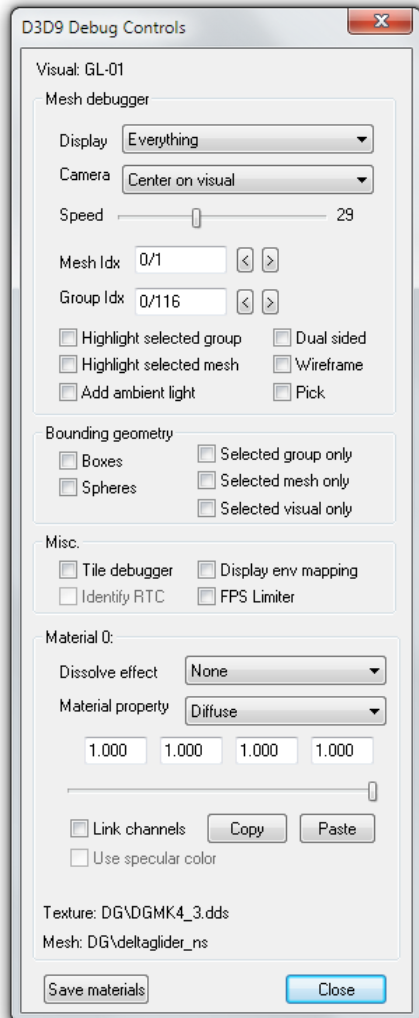 D3D9 Debug Controls
Visual: GL-01
Mesh debugger
Display Everything
Camera Center on visual
Speed 29
Mesh Idx 0/1 < >
Group Idx 0/116 < >
Highlight selected group Dual sided
Highlight selected mesh Wireframe
Add ambient light Pick
Bounding geometry
Boxes Selected group only
Spheres Selected mesh only
Selected visual only
Misc.
Tile debugger Display env mapping
Identify RTC FPS Limiter
Material 0:
Dissolve effect None
Material property Diffuse
1.000 1.000 1.000 1.000
Link channels Copy Paste
Use specular color
Texture: DG\DGMK4_3.dds
Mesh: DG\deltaglider_ns
Save materials Close